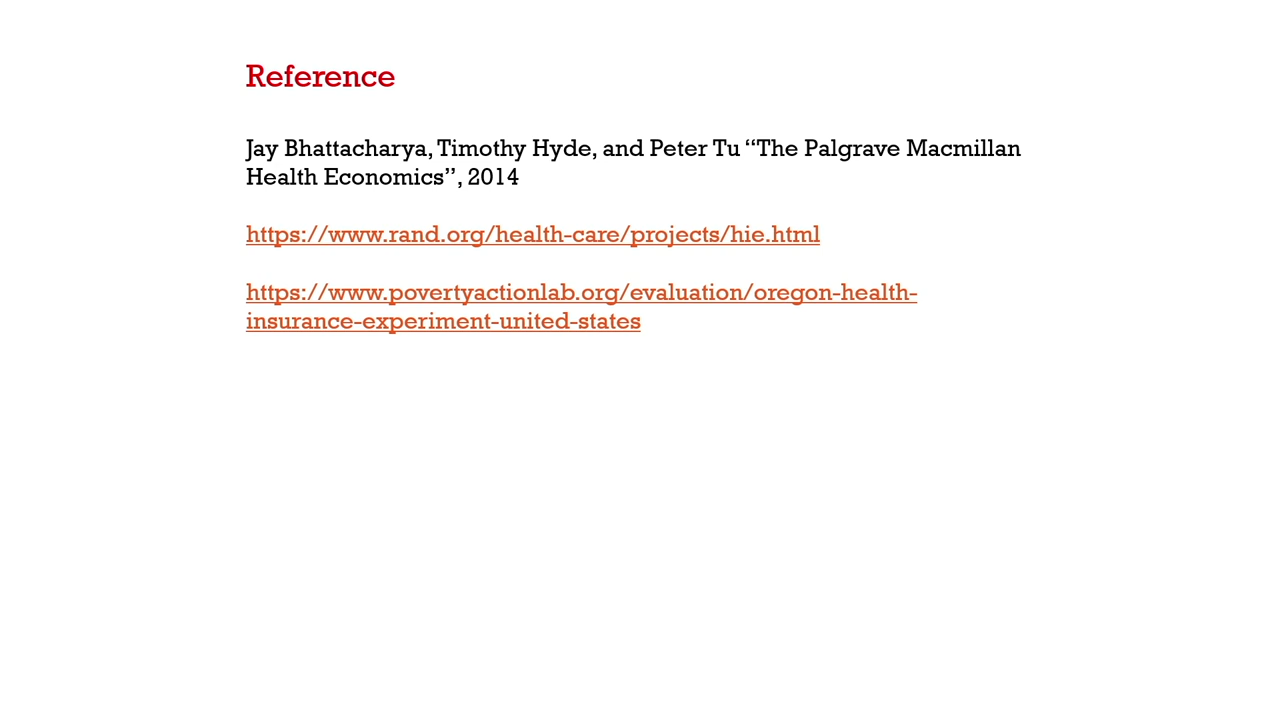 Reference
Jay Bhattacharya, Timothy Hyde, and Peter Tu “The Palgrave Macmillan
Health Economics”, 2014
https://www.rand.org/health-care/projects/hie.html
https://www.povertyactionlab.org/evaluation/oregon-health-
insurance-experiment-united-states